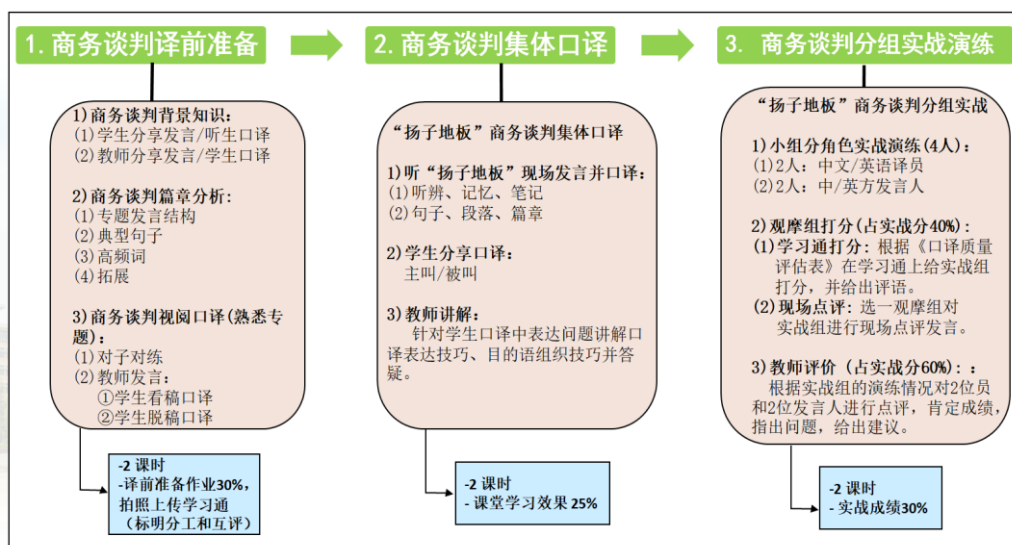 1. 商务谈判译前准备
2. 商务谈判集体口译
3. 商务谈判分组实战演练
1)商务谈判背景知识:
(1)学生分享发言/听生口译
(2)教师分享发言/学生口译
2)商务谈判篇章分析:
(1)专题发言结构
(2)典型句子
(3)高频词
(4)拓展
3)商务谈判视阅口译(熟悉专
题):
(1)对子对练
(2)教师发言:
①学生看稿口译
②学生脱稿口译
-2 课时
-译前准备作业30%,
拍照上传学习通
(标明分工和互评)
“扬子地板”商务谈判集体口译
1)听“扬子地板”现场发言并口译:
(1)听辨、记忆、笔记
(2)句子、段落、篇章
2)学生分享口译:
主叫/被叫
3)教师讲解:
针对学生口译中表达问题讲解口
译表达技巧、目的语组织技巧并答
疑。
-2 课时
- 课堂学习效果 25%
“扬子地板”商务谈判分组实战
1)小组分角色实战演练(4人):
(1)2人: 中文/英语译员
(2)2人: 中/英方发言人
2)观摩组打分(占实战分40%):
(1)学习通打分: 根据《口译质量
评估表》在学习通上给实战组
打分,并给出评语。
(2)现场点评: 选一观摩组对
实战组进行现场点评发言。
3)教师评价(占实战分60%): :
根据实战组的演练情况对2位员
和2位发言人进行点评,肯定成绩,
指出问题,给出建议。
-2 课时
- 实战成绩30%